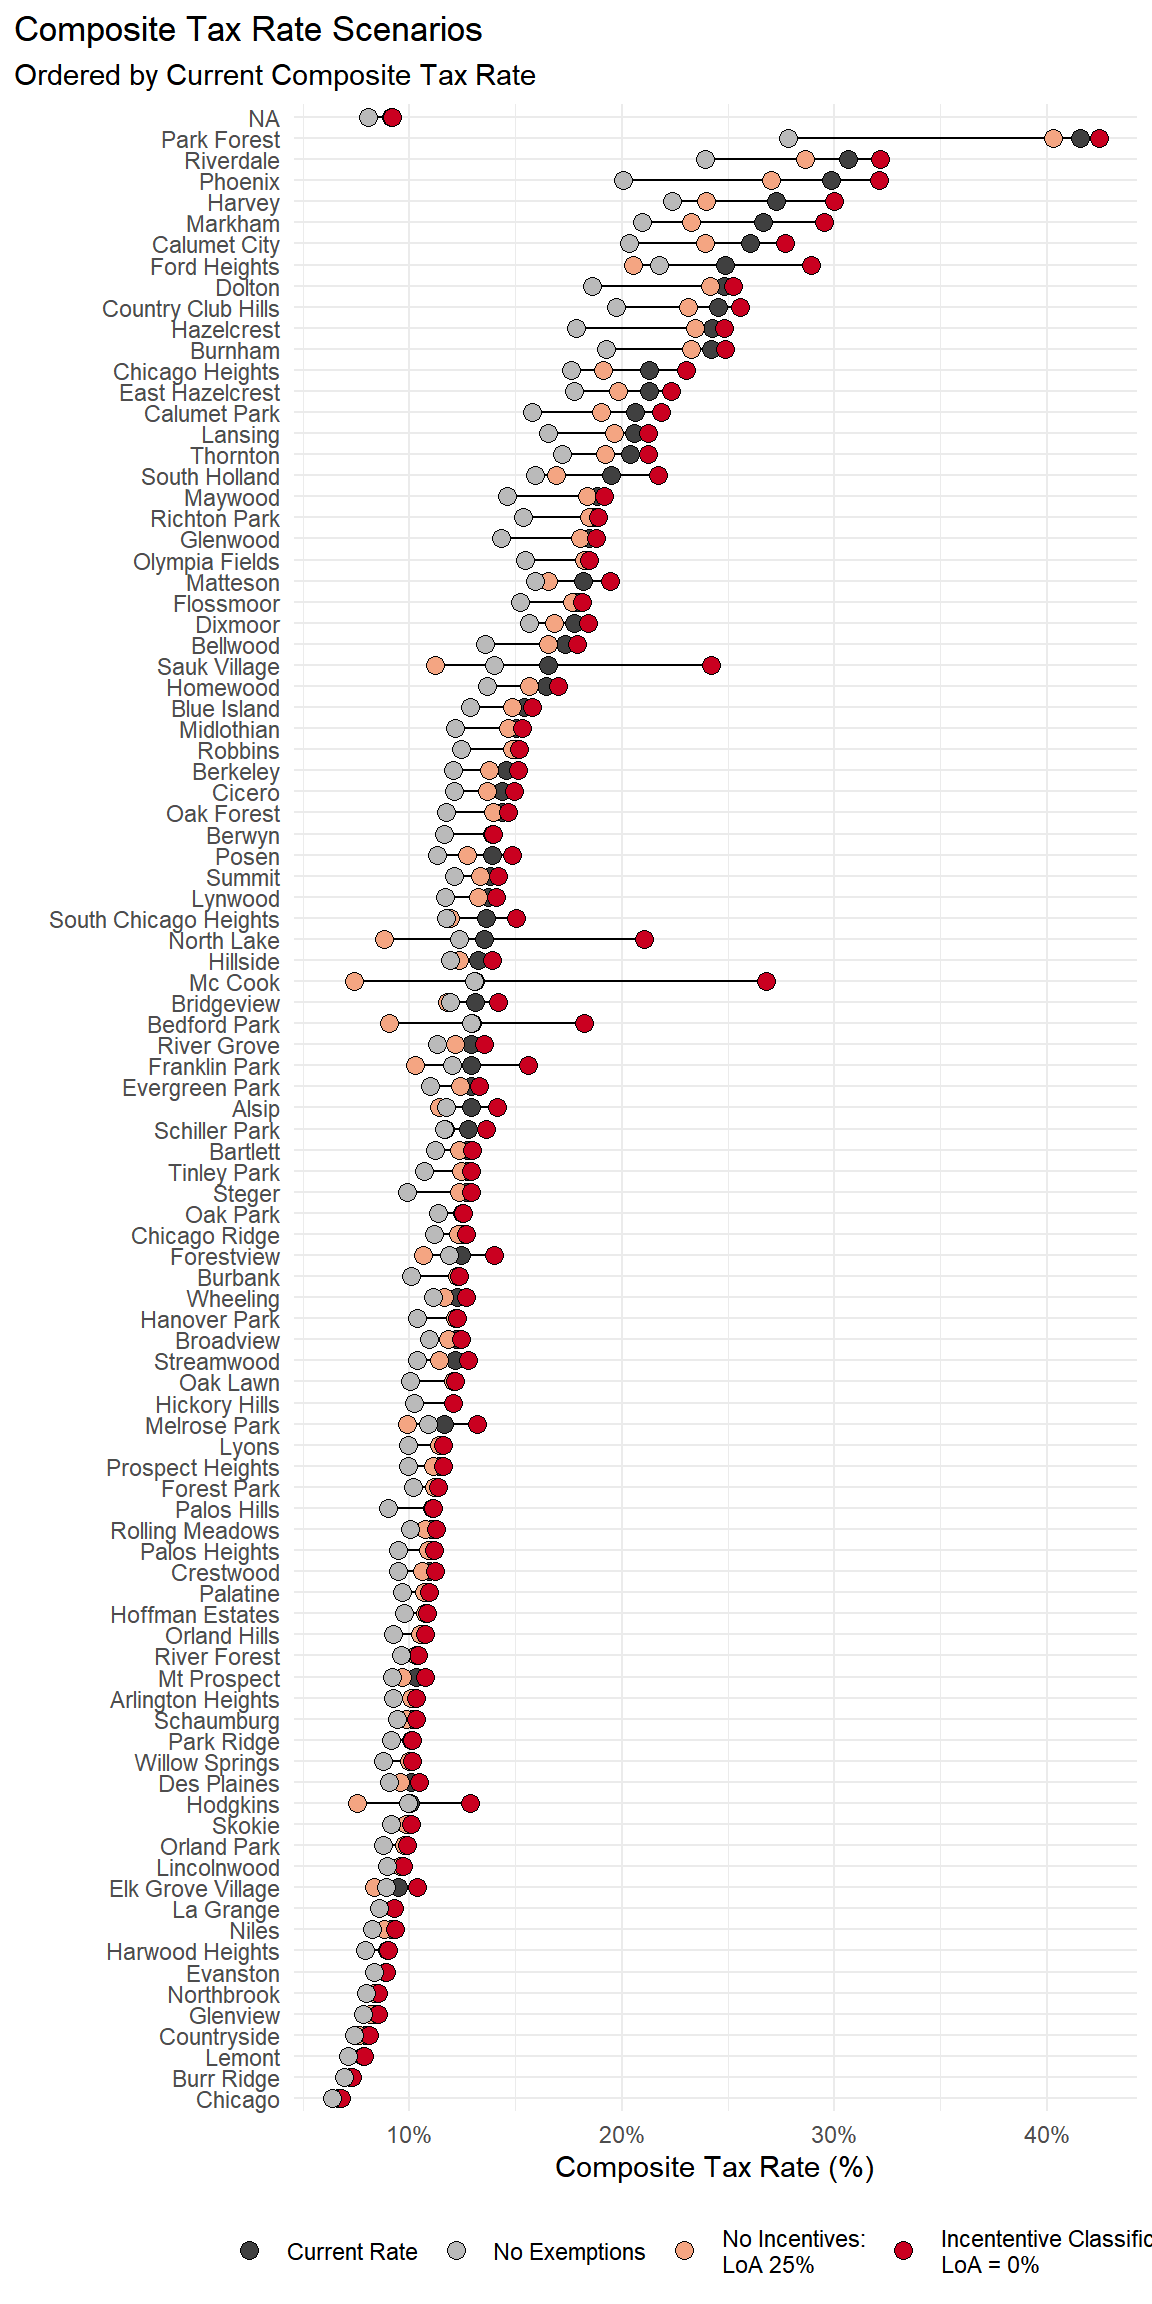 Composite Tax Rate Scenarios
Ordered by Current Composite Tax Rate
NA
Park Forest
Riverdale
Phoenix
Harvey
Markham
Calumet City
Ford Heights
Dolton
Country Club Hills
Hazelcrest
Burnham
Chicago Heights
East Hazelcrest
Calumet Park
Lansing
Thornton
South Holland
Maywood
Richton Park
Glenwood
Olympia Fields
Matteson
Flossmoor
Dixmoor
Bellwood
Sauk Village
Homewood
Blue Island
Midlothian
Robbins
Berkeley
Cicero
Oak Forest
Berwyn
Posen
Summit
Lynwood
South Chicago Heights
North Lake
Hillside
Mc Cook
Bridgeview
Bedford Park
River Grove
Franklin Park
Evergreen Park
Alsip
Schiller Park
Bartlett
Tinley Park
Steger
Oak Park
Chicago Ridge
Forestview
Burbank
Wheeling
Hanover Park
Broadview
Streamwood
Oak Lawn
Hickory Hills
Melrose Park
Lyons
Prospect Heights
Forest Park
Palos Hills
Rolling Meadows
Palos Heights
Crestwood
Palatine
Hoffman Estates
Orland Hills
River Forest
Mt Prospect
Arlington Heights
Schaumburg
Park Ridge
Willow Springs
Des Plaines
Hodgkins
Skokie
Orland Park
Lincolnwood
Elk Grove Village
La Grange
Niles
Harwood Heights
Evanston
Northbrook
Glenview
Countryside
Lemont
Burr Ridge
Chicago
10% 20% 30% 40%
Composite Tax Rate (%)
Current Rate
No Exemptions
No Incentives:
LoA 25%
Incententive Classific
LoA = 0%